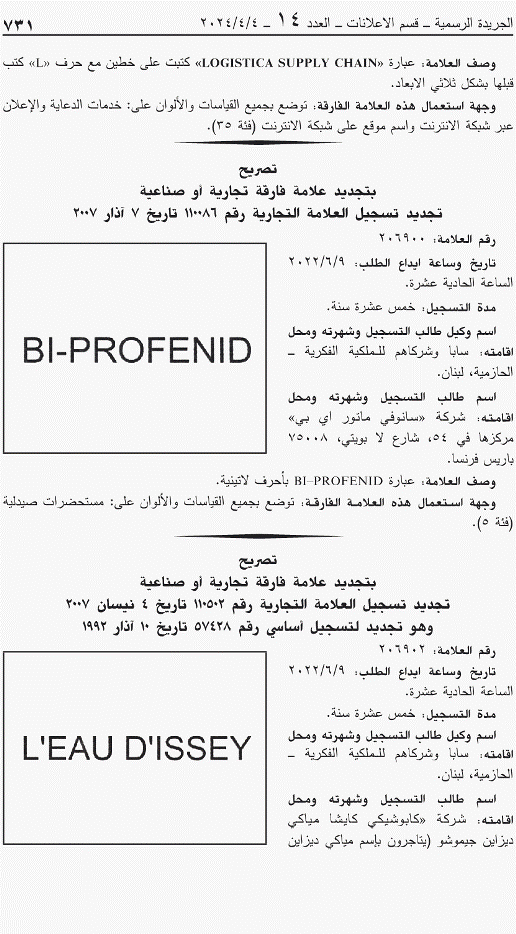 الجريدة الرسمية ــ قسم الاعلانات ــ العدد ١٤ ــ ٢٠٢٤/٤/٤
٧٣١
وصف العلامة: عبارة «LOGISTICA SUPPLY CHAIN» كتبت على خطين مع حرف «L» كتب
قبلها بشكل ثلاثي الابعاد.
وجهة استعمال هذه العلامة الفارقة: توضع بجميع القياسات والألوان على: خدمات الدعاية والإعلان
عبر شبكة الانترنت واسم موقع على شبكة الانترنت (فئة ٣٥).
تصريح
بتجديد علامة فارقة تجارية أو صناعية
تجديد تسجيل العلامة التجارية رقم ١١٠٠٨٦ تاريخ ٧ آذار ٢٠٠٧
رقم العلامة: ٢٠٦٩٠٠
تاريخ وساعة ايداع الطلب: ٢٠٢٢/٦/٩
الساعة الحادية عشرة.
مدة التسجيل: خمس عشرة سنة.
اسم وكيل طالب التسجيل وشهرته ومحل
اقامته: سابا وشركاهم للملكية الفكرية ــ
الحازمية، لبنان.
اسم طالب التسجيل وشهرته ومحل
اقامته: شركة «سانوفي ماتور اي بي»
مركزها في ٥٤، شارع لا بويتي، ٧٥٠٠٨
باريس فرنسا.
BI-PROFENID
وصف العلامة: عبارة BI–PROFENID بأحرف لاتينية.
وجهة استعمال هذه العلامة الفارقة: توضع بجميع القياسات والألوان على: مستحضرات صيدلية
(فئة ٥).
تصريح
بتجديد علامة فارقة تجارية أو صناعية
تجديد تسجيل العلامة التجارية رقم ١١٠٥٠٢ تاريخ ٤ نيسان ٢٠٠٧
وهو تجديد لتسجيل أساسي رقم ٥٧٤٢٨ تاريخ ١٠ آذار ١٩٩٢
رقم العلامة: ٢٠٦٩٠٢
تاريخ وساعة ايداع الطلب: ٢٠٢٢/٦/٩
الساعة الحادية عشرة.
مدة التسجيل: خمس عشرة سنة.
اسم وكيل طالب التسجيل وشهرته ومحل
اقامته: سابا وشركاهم للملكية الفكرية ــ
الحازمية، لبنان.
اسم طالب التسجيل وشهرته ومحل
اقامته: شركة «كابوشيكي كايشا مياكي
ديزاين جيموشو (يتاجرون بإسم مياكي ديزاين
L'EAU D'ISSEY